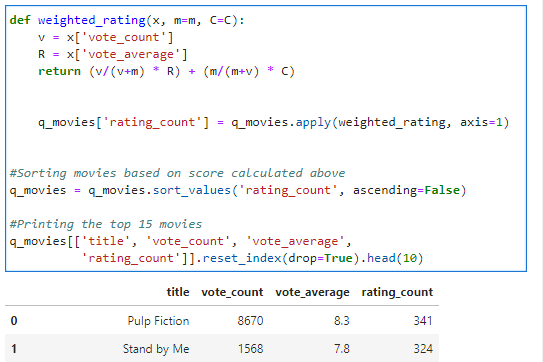 def weighted_rating(x, m=m, C=C):
    v = x['vote_count']
    R = x['vote_average']
    return (v/(v+m) * R) + (m/(m+v) * C)
    q_movies['rating_count'] = q_movies.apply(weighted_rating, axis=1)
#Sorting movies based on score calculated above
q_movies = q_movies.sort_values('rating_count', ascending=False)
#Printing the top 15 movies
q_movies[['title', 'vote_count', 'vote_average',
          'rating_count']].reset_index(drop=True).head(10)
title vote_count vote_average rating_count
0 Pulp Fiction 8670 8.3 341
1 Stand by Me 1568 7.8 324